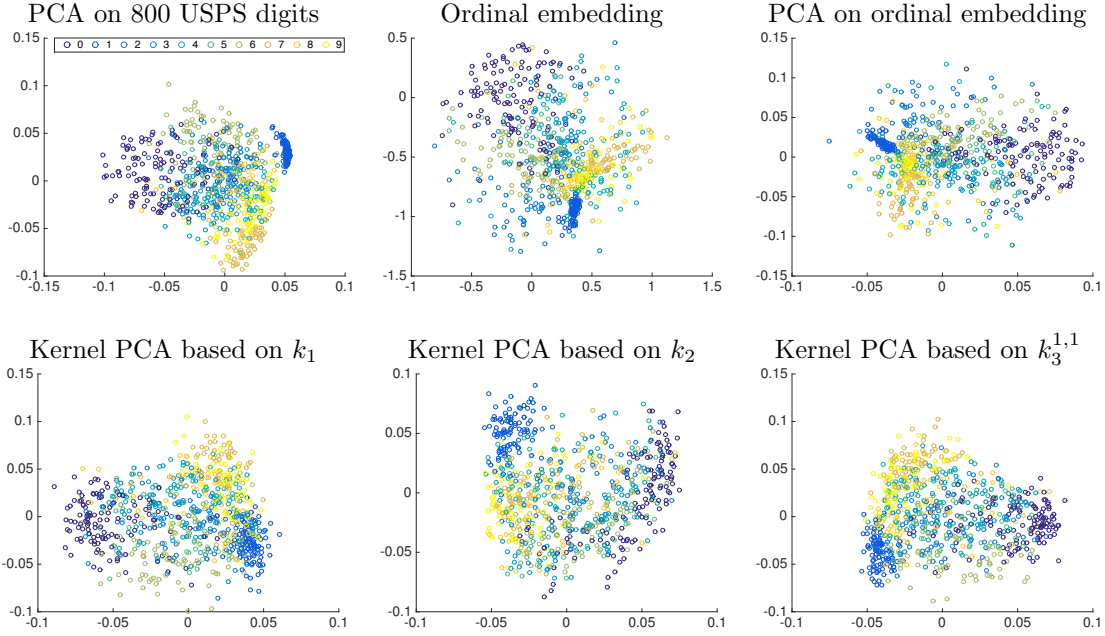 PCA on 800 USPS digits
Ordinal embedding
PCA on ordinal embedding
0.15
0.1
0.05
0
-0.05
-0.1
0 1 2 3 4 5 6 7 8 9
-0.15 -0.1 -0.05 0 0.05 0.1
0.5
0
-0.5
-1
-1.5
-1 -0.5 0 0.5 1 1.5
0.15
0.1
0.05
0
-0.05
-0.1
-0.15
-0.1 -0.05 0 0.05 0.1
Kernel PCA based on k₁
Kernel PCA based on k₂
Kernel PCA based on k₃¹,¹
0.15
0.1
0.05
0
-0.05
-0.1
-0.1 -0.05 0 0.05 0.1
0.1
0.05
0
-0.05
-0.1
-0.1 -0.05 0 0.05 0.1
0.15
0.1
0.05
0
-0.05
-0.1
-0.1 -0.05 0 0.05 0.1